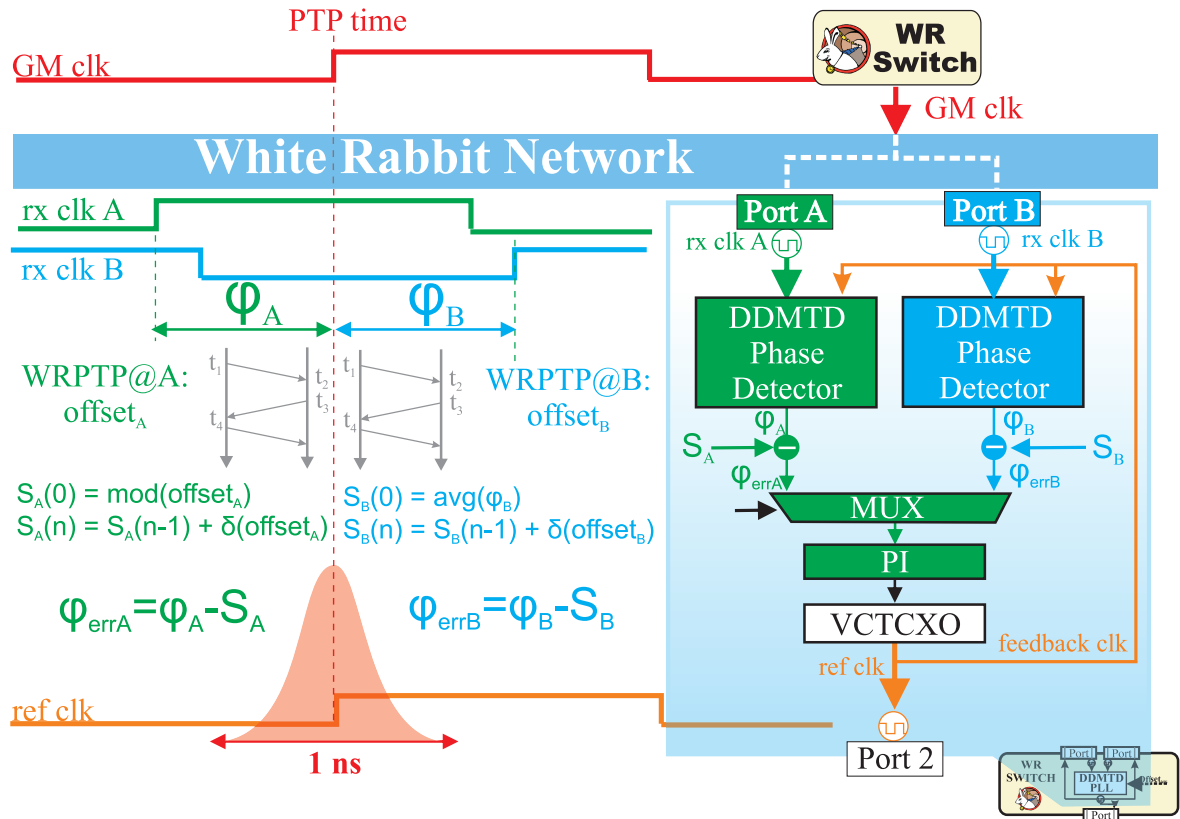 PTP time
GM clk
WR
Switch
GM clk
White Rabbit Network
rx clk A
rx clk B
φA
φB
WRPTP@A:
offsetA
t1
t2
t3
t4
t1
t2
t3
t4
WRPTP@B:
offsetB
SA(0) = mod(offsetA)
SA(n) = SA(n-1) + δ(offsetA)
SB(0) = avg(φB)
SB(n) = SB(n-1) + δ(offsetB)
φerrA=φA-SA
φerrB=φB-SB
ref clk
1 ns
Port A
Port B
rx clk A
rx clk B
DDMTD
Phase
Detector
DDMTD
Phase
Detector
φA
φB
SA
SB
φerrA
φerrB
MUX
PI
VCTCXO
feedback clk
ref clk
Port 2
Port
Port
WR
SWITCH
DDMTD
PLL
Port